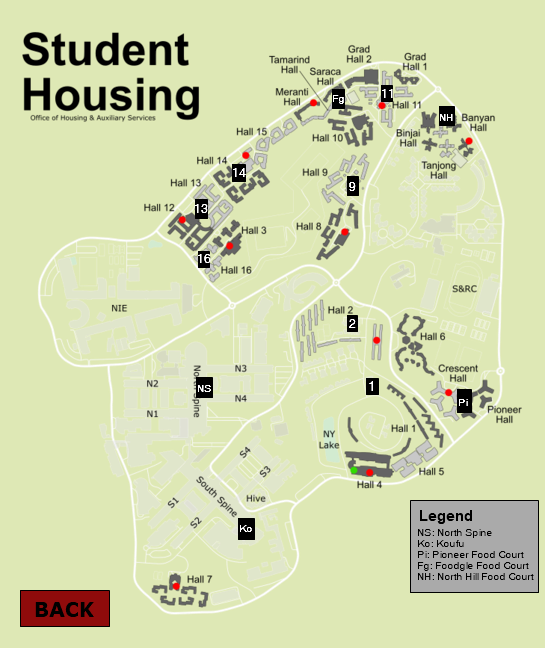 Student
Housing
Office of Housing & Auxiliary Services
Grad
Hall 2
Grad
Hall 1
Tamarind
Hall
Saraca
Hall
Meranti
Hall
Fg
11
Hall 11
NH
Banyan
Hall
Hall 10
Binjai
Hall
Tanjong
Hall
Hall 15
Hall 14
14
Hall 9
9
Hall 13
13
Hall 12
Hall 3
Hall 8
16
Hall 16
NIE
S&RC
Hall 2
2
Hall 6
N3
N2
North Spine
NS
N4
N1
1
Crescent
Hall
Pi
Pioneer
Hall
NY
Lake
Hall 1
Hall 5
Hall 4
S4
S3
South Spine
Hive
S1
S2
Ko
Hall 7
Legend
NS: North Spine
Ko: Koufu
Pi: Pioneer Food Court
Fg: Foodgle Food Court
NH: North Hill Food Court
BACK